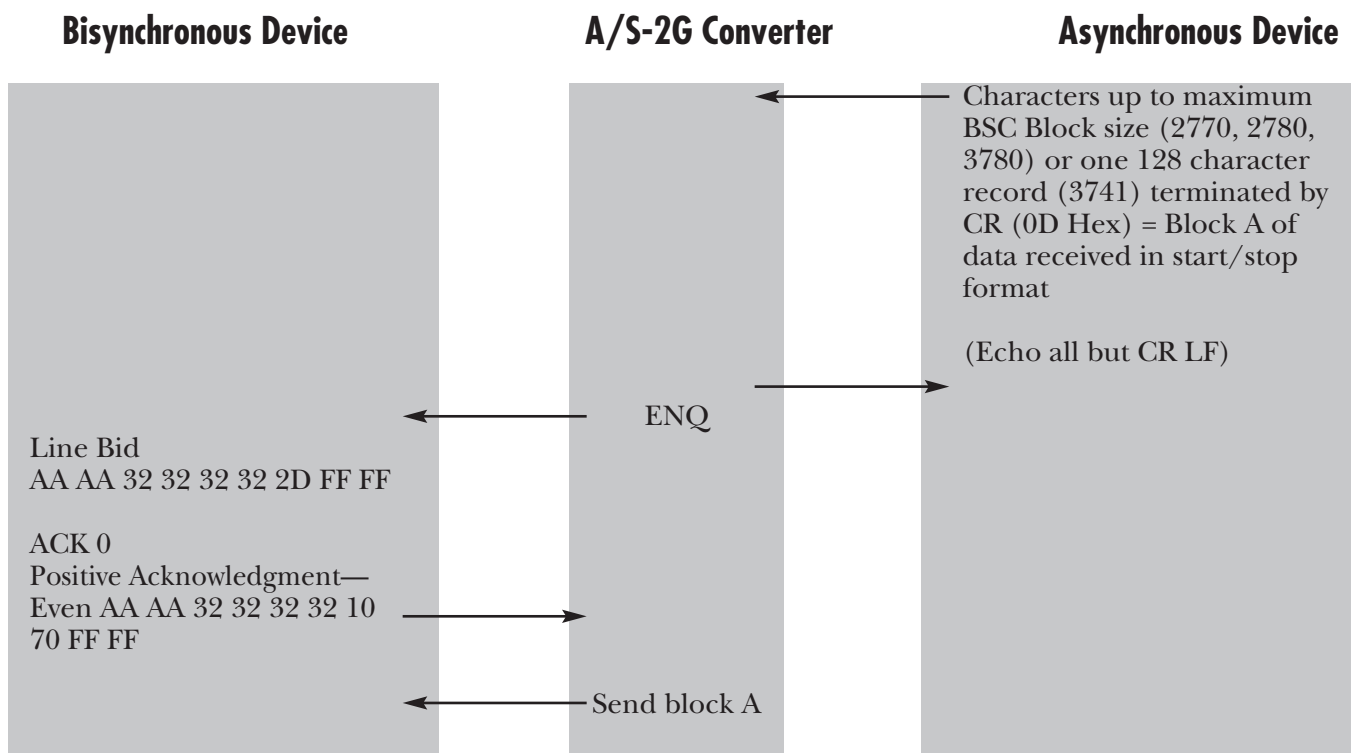 Bisynchronous Device
A/S-2G Converter
Asynchronous Device
Characters up to maximum
BSC Block size (2770, 2780,
3780) or one 128 character
record (3741) terminated by
CR (0D Hex) = Block A of
data received in start/stop
format
(Echo all but CR LF)
ENQ
Line Bid
AA AA 32 32 32 32 2D FF FF
ACK 0
Positive Acknowledgment—
Even AA AA 32 32 32 32 10
70 FF FF
Send block A